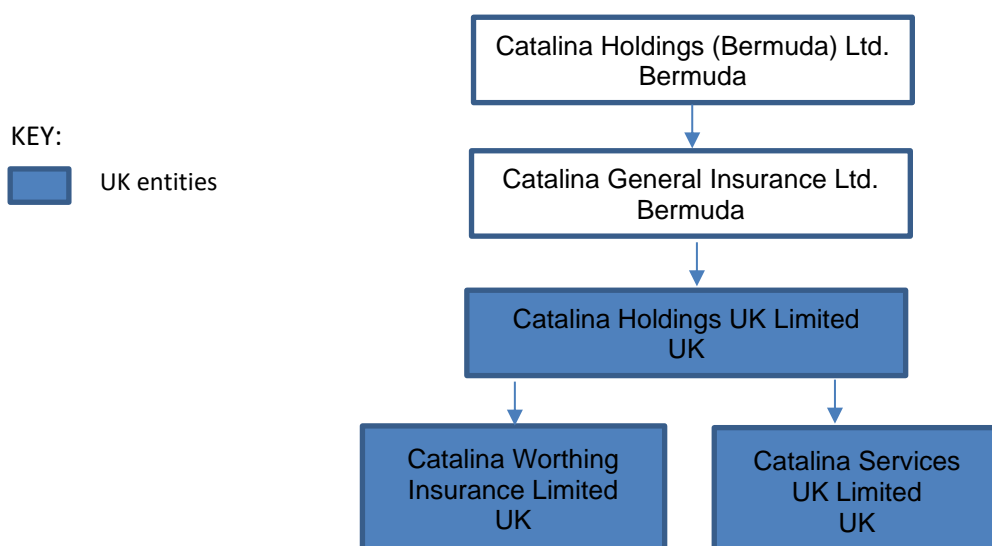 Catalina Holdings (Bermuda) Ltd.
Bermuda
KEY:
UK entities
Catalina General Insurance Ltd.
Bermuda
Catalina Holdings UK Limited
UK
Catalina Worthing
Insurance Limited
UK
Catalina Services
UK Limited
UK